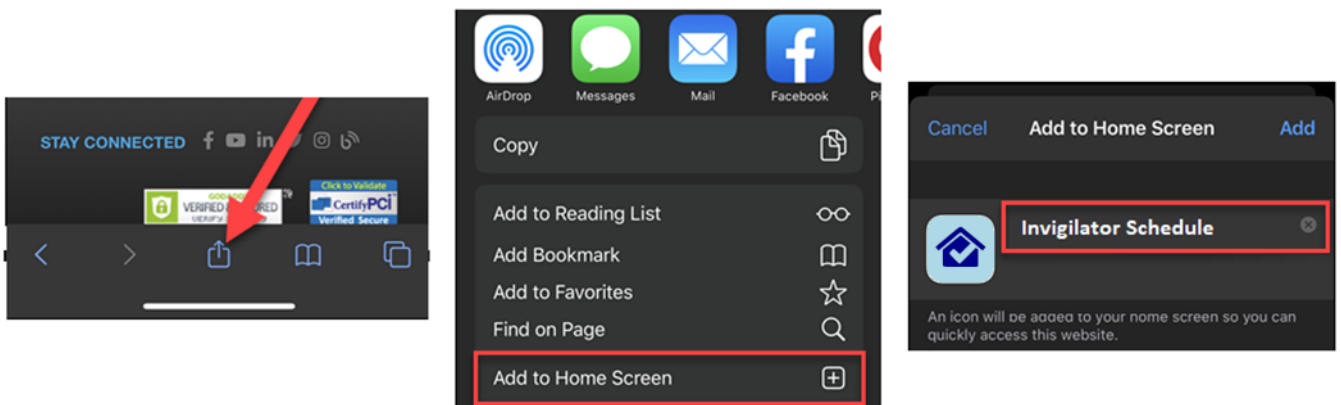 STAY CONNECTED
GODADDY
VERIFIED & SECURED
Click to Validate
CertifyPCI
Verified Secure
AirDrop
Messages
Mail
Facebook
Pi
Copy
Add to Reading List
Add Bookmark
Add to Favorites
Find on Page
Add to Home Screen
Cancel
Add to Home Screen
Add
Invigilator Schedule
An icon will be added to your home screen so you can
quickly access this website.